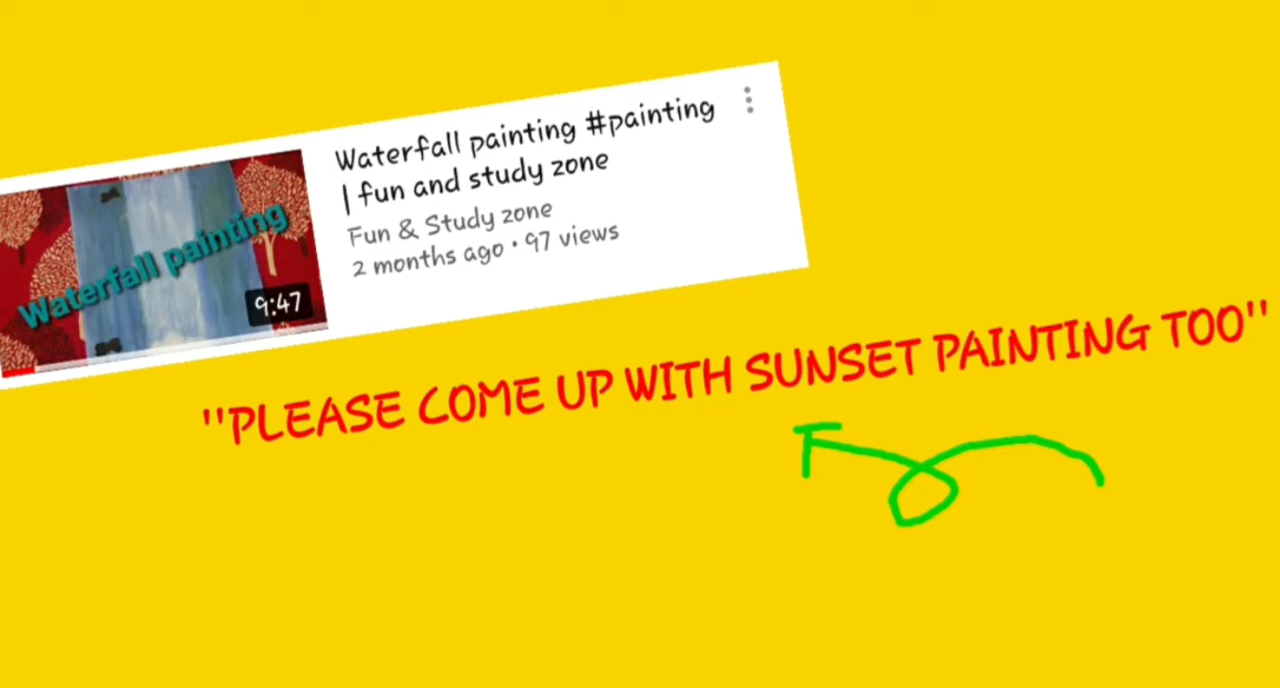 Waterfall painting #painting
| fun and study zone
Fun & Study zone
2 months ago • 97 views
Waterfall painting
9:47
"PLEASE COME UP WITH SUNSET PAINTING TOO"